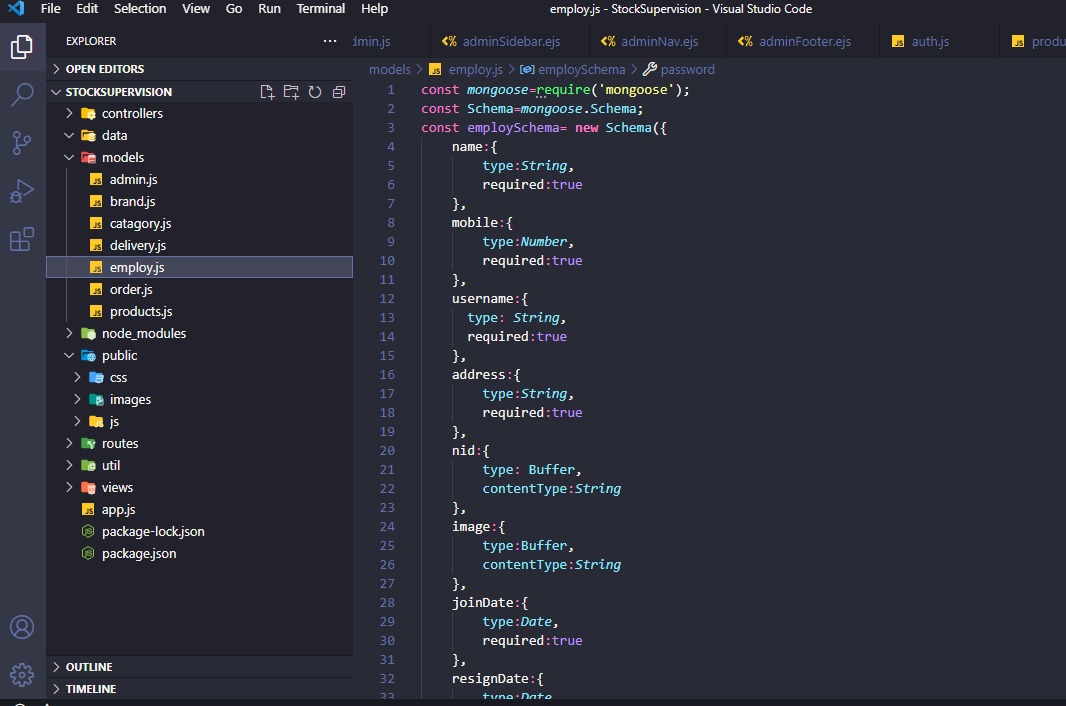 File Edit Selection View Go Run Terminal Help employ.js - StockSupervision - Visual Studio Code
EXPLORER
dmin.js adminSidebar.ejs adminNav.ejs adminFooter.ejs auth.js produ
OPEN EDITORS
STOCKSUPERVISION
controllers
data
models
admin.js
brand.js
catagory.js
delivery.js
employ.js
order.js
products.js
node_modules
public
css
images
js
routes
util
views
app.js
package-lock.json
package.json
OUTLINE
TIMELINE
models > employ.js > employSchema > password
1 const mongoose=require('mongoose');
2 const Schema=mongoose.Schema;
3 const employSchema= new Schema({
4 name:{
5 type:String,
6 required:true
7 },
8 mobile:{
9 type:Number,
10 required:true
11 },
12 username:{
13 type: String,
14 required:true
15 },
16 address:{
17 type:String,
18 required:true
19 },
20 nid:{
21 type: Buffer,
22 contentType:String
23 },
24 image:{
25 type:Buffer,
26 contentType:String
27 },
28 joinDate:{
29 type:Date,
30 required:true
31 },
32 resignDate:{
33 type:Date